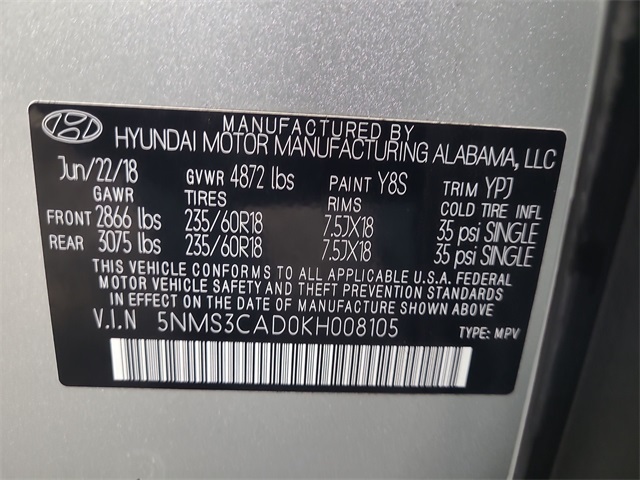 MANUFACTURED BY
HYUNDAI MOTOR MANUFACTURING ALABAMA, LLC
Jun/22/18 GVWR 4872 lbs PAINT Y8S TRIM YPJ
GAWR TIRES RIMS COLD TIRE INFL
FRONT 2866 lbs 235/60R18 7.5JX18 35 psi SINGLE
REAR 3075 lbs 235/60R18 7.5JX18 35 psi SINGLE
THIS VEHICLE CONFORMS TO ALL APPLICABLE U.S.A. FEDERAL
MOTOR VEHICLE SAFETY AND THEFT PREVENTION STANDARDS
IN EFFECT ON THE DATE OF MANUFACTURE SHOWN ABOVE
V.I.N 5NMS3CAD0KH008105 TYPE: MPV